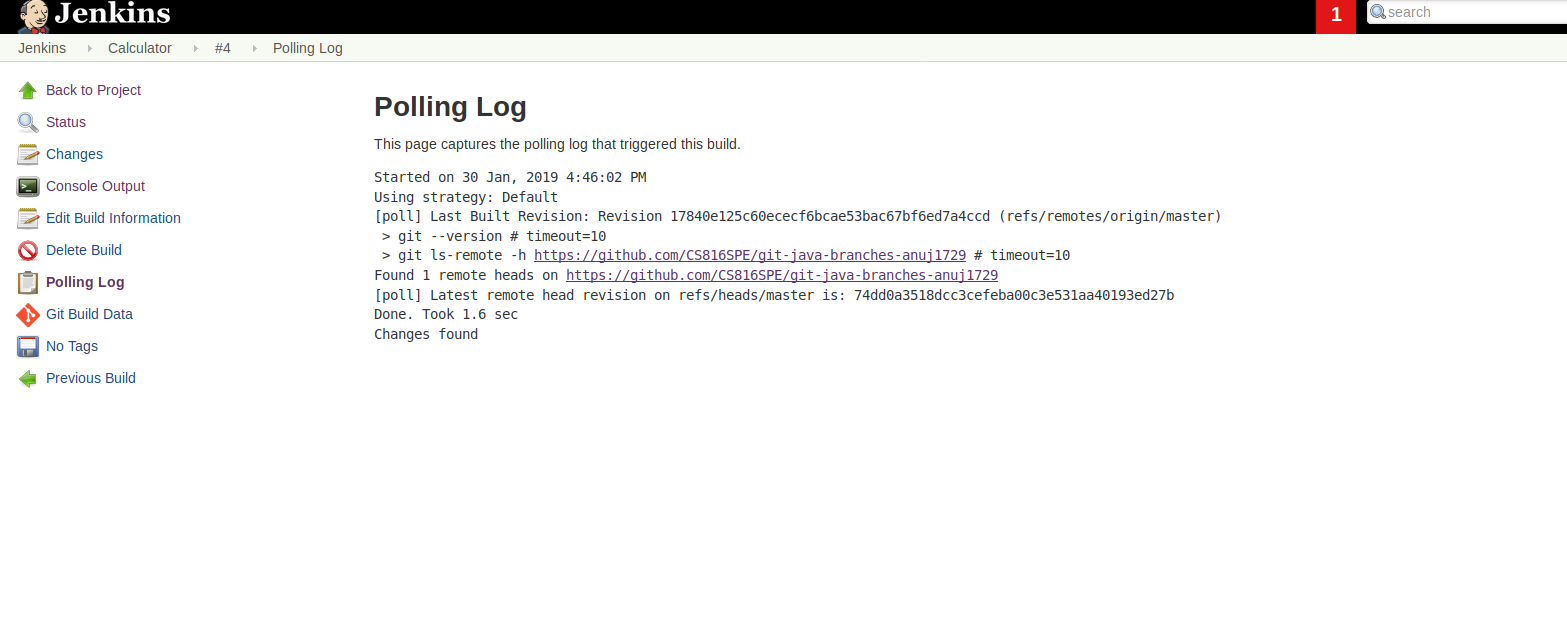 Jenkins
1
search
Jenkins
Calculator
#4
Polling Log
Back to Project
Status
Changes
Console Output
Edit Build Information
Delete Build
Polling Log
Git Build Data
No Tags
Previous Build
Polling Log
This page captures the polling log that triggered this build.
Started on 30 Jan, 2019 4:46:02 PM
Using strategy: Default
[poll] Last Built Revision: Revision 17840e125c60ececf6bcae53bac67bf6ed7a4ccd (refs/remotes/origin/master)
> git --version # timeout=10
> git ls-remote -h https://github.com/CS816SPE/git-java-branches-anuj1729 # timeout=10
Found 1 remote heads on https://github.com/CS816SPE/git-java-branches-anuj1729
[poll] Latest remote head revision on refs/heads/master is: 74dd0a3518dcc3cefeba00c3e531aa40193ed27b
Done. Took 1.6 sec
Changes found